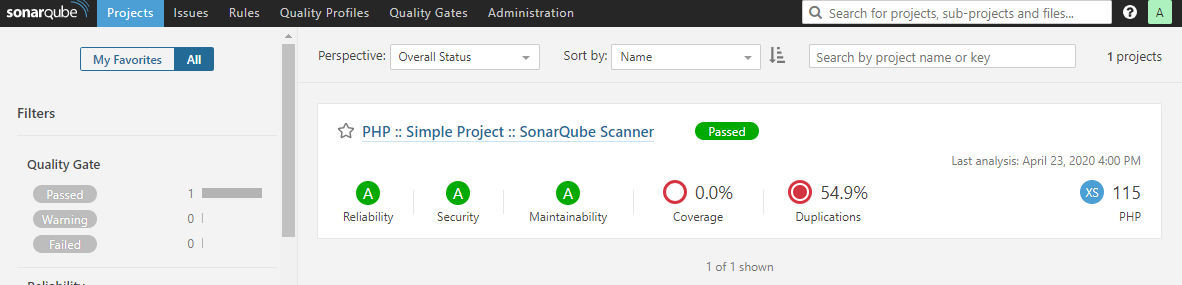 sonarqube Projects Issues Rules Quality Profiles Quality Gates Administration Search for projects, sub-projects and files... ? A
My Favorites All
Perspective: Overall Status Sort by: Name Search by project name or key 1 projects
Filters
PHP :: Simple Project :: SonarQube Scanner Passed
Last analysis: April 23, 2020 4:00 PM
Quality Gate
Passed 1
Warning 0
Failed 0
A A A 0.0% 54.9% XS 115
Reliability Security Maintainability Coverage Duplications PHP
1 of 1 shown
Reliability